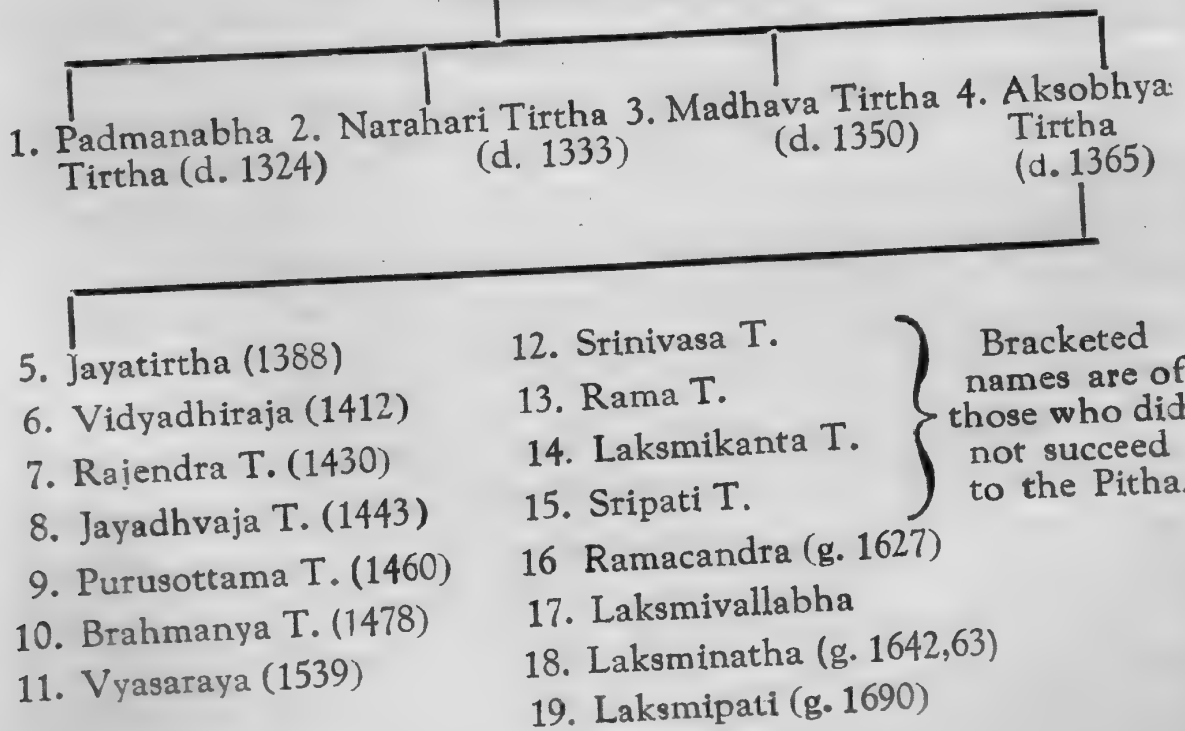 1. Padmanabha 2. Narahari Tirtha 3. Madhava Tirtha 4. Aksobhya
Tirtha (d. 1324) (d. 1333) (d. 1350) Tirtha
(d. 1365)
5. Jayatirtha (1388)
6. Vidyadhiraja (1412)
7. Rajendra T. (1430)
8. Jayadhvaja T. (1443)
9. Purusottama T. (1460)
10. Brahmanya T. (1478)
11. Vyasaraya (1539)
12. Srinivasa T.
13. Rama T.
14. Laksmikanta T.
15. Sripati T.
Bracketed
names are of
those who did
not succeed
to the Pitha.
16 Ramacandra (g. 1627)
17. Laksmivallabha
18. Laksminatha (g. 1642,63)
19. Laksmipati (g. 1690)